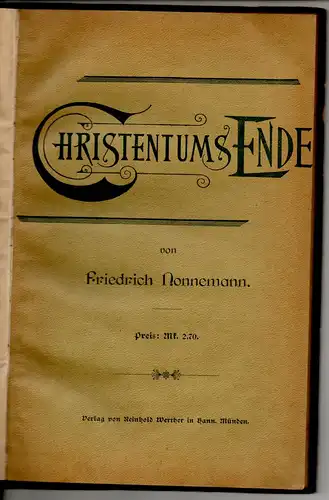 CHRISTENTUMS ENDE
von
Friedrich Nonnemann.
Preis: Mk. 2.70.
Verlag von Reinhold Werther in Hann. Münden.